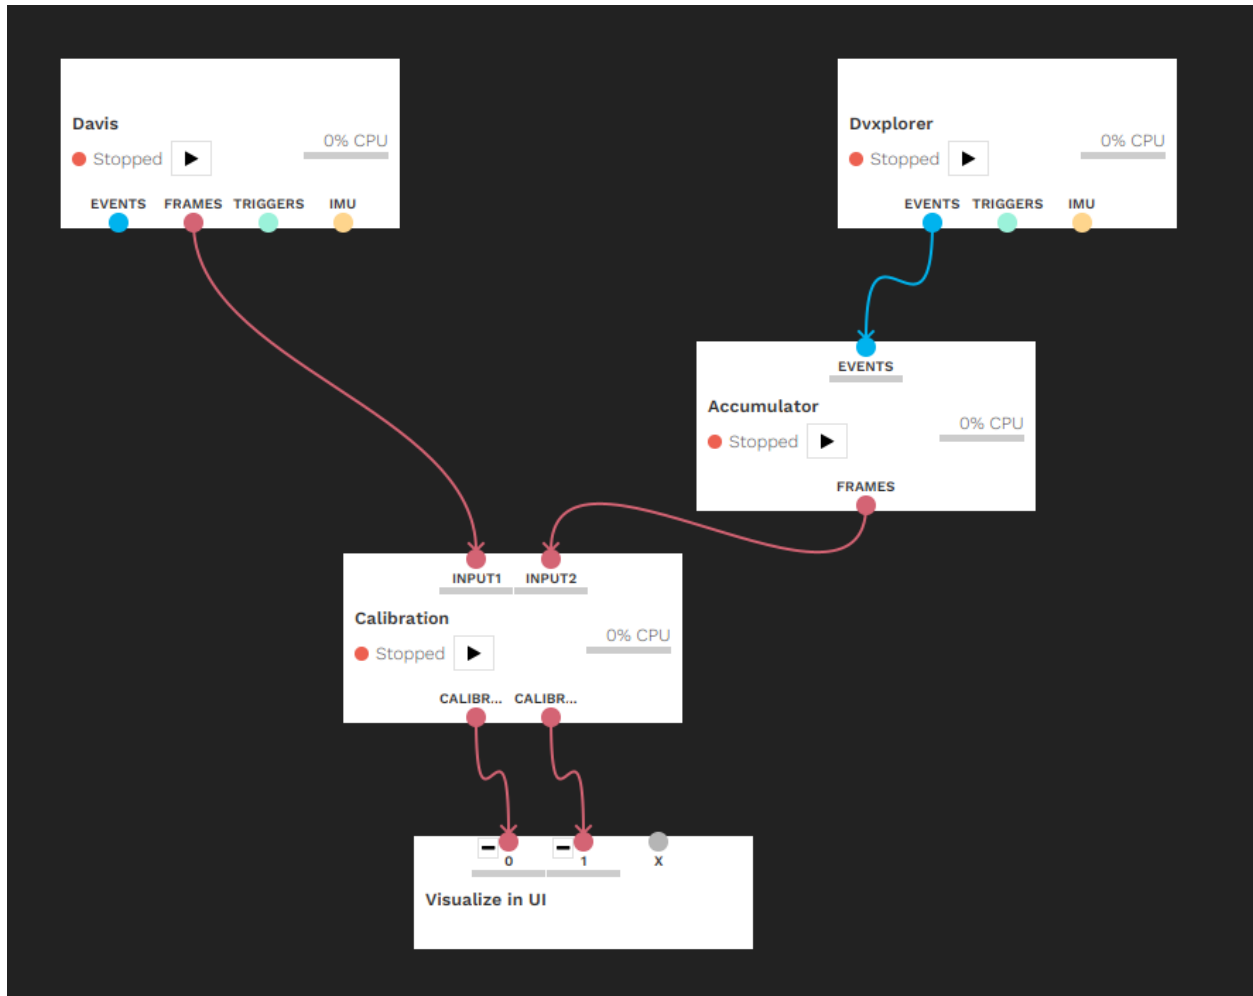 Davis
0% CPU
Stopped
EVENTS FRAMES TRIGGERS IMU
Dvxplorer
0% CPU
Stopped
EVENTS TRIGGERS IMU
EVENTS
Accumulator
0% CPU
Stopped
FRAMES
INPUT1 INPUT2
Calibration
0% CPU
Stopped
CALIBR... CALIBR...
0 1 X
Visualize in UI